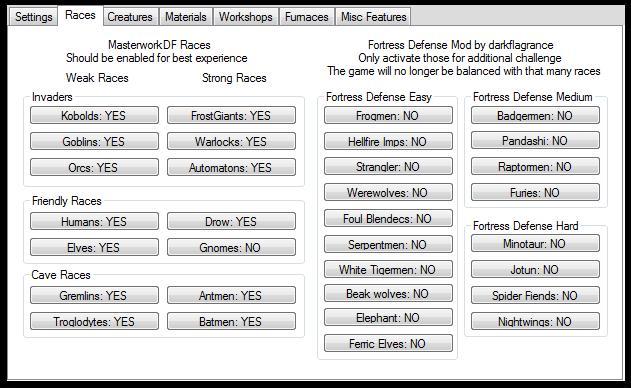 Settings Races Creatures Materials Workshops Furnaces Misc Features
MasterworkDF Races
Should be enabled for best experience
Weak Races Strong Races
Invaders
Kobolds: YES FrostGiants: YES
Goblins: YES Warlocks: YES
Orcs: YES Automatons: YES
Friendly Races
Humans: YES Drow: YES
Elves: YES Gnomes: NO
Cave Races
Gremlins: YES Antmen: YES
Troglodytes: YES Batmen: YES
Fortress Defense Mod by darkflagrance
Only activate those for additional challenge
The game will no longer be balanced with that many races
Fortress Defense Easy
Frogmen: NO
Hellfire Imps: NO
Strangler: NO
Werewolves: NO
Foul Blendecs: NO
Serpentmen: NO
White Tigermen: NO
Beak wolves: NO
Elephant: NO
Ferric Elves: NO
Fortress Defense Medium
Badgermen: NO
Pandashi: NO
Raptormen: NO
Furies: NO
Fortress Defense Hard
Minotaur: NO
Jotun: NO
Spider Fiends: NO
Nightwings: NO